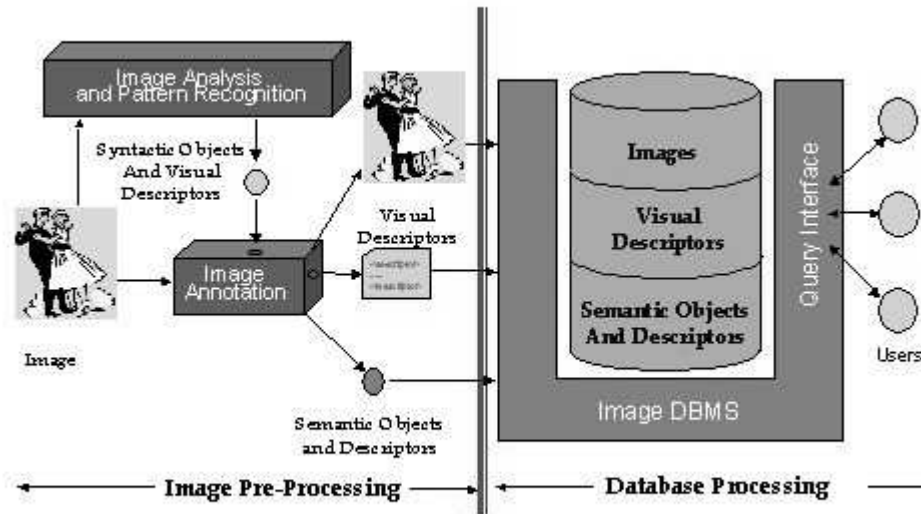 Image Analysis
and Pattern Recognition
Syntactic Objects
And Visual
Descriptors
Image
Image
Annotation
Visual
Descriptors
Semantic Objects
and Descriptors
Image Pre-Processing
Images
Visual
Descriptors
Semantic Objects
And Descriptors
Image DBMS
Query Interface
Users
Database Processing